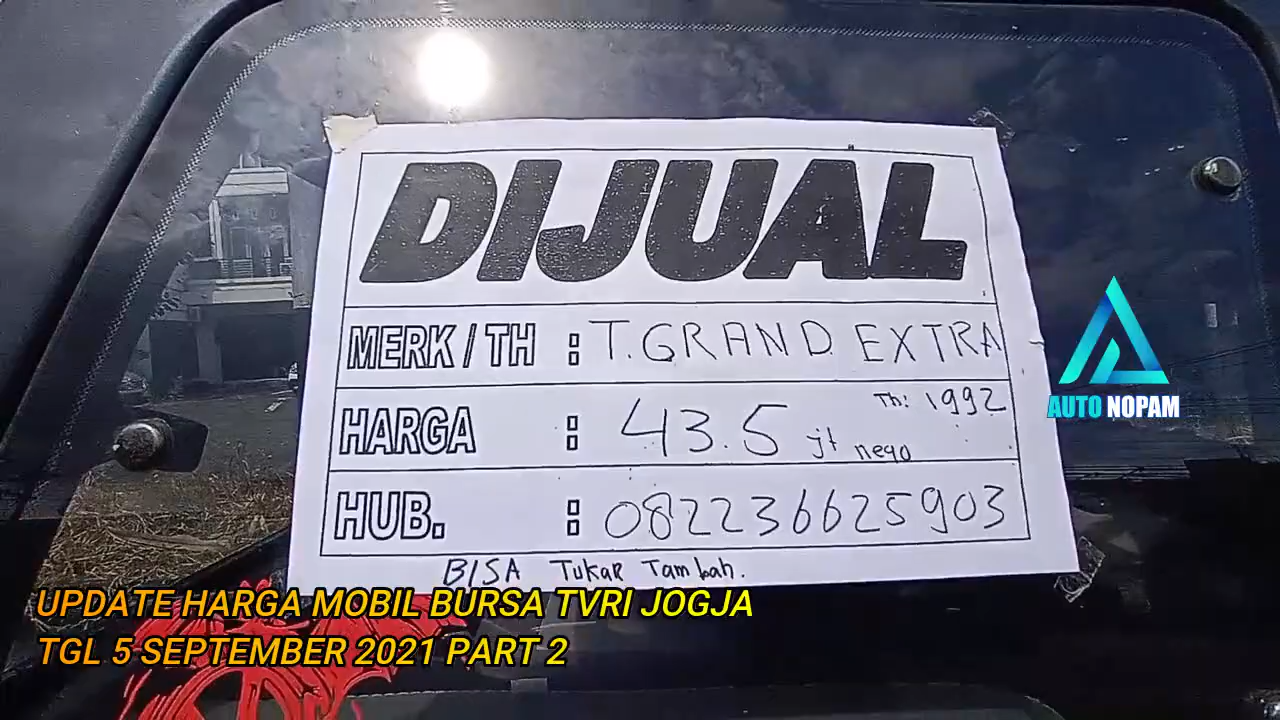 DIJUAL
MERK / TH : T. GRAND EXTRA
Th: 1992
HARGA : 43.5 jt nego
HUB. : 082236625903
BISA TUKAR Tambah.
AUTO NOPAM
UPDATE HARGA MOBIL BURSA TVRI JOGJA
TGL 5 SEPTEMBER 2021 PART 2